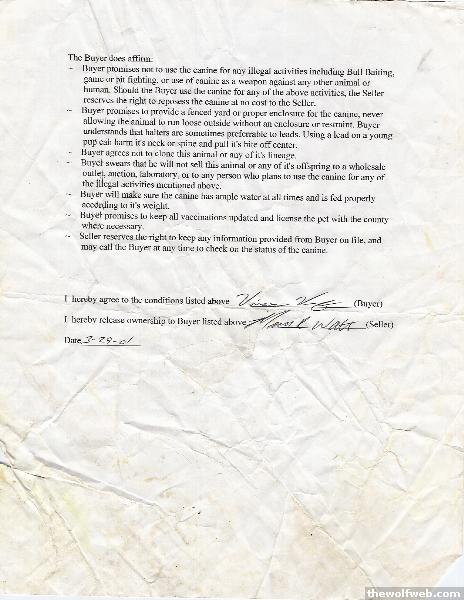 The Buyer does affirm:
~ Buyer promises not to use the canine for any illegal activities including Bull Baiting,
game or pit fighting, or use of canine as a weapon against any other animal or
human. Should the Buyer use the canine for any of the above activities, the Seller
reserves the right to reposess the canine at no cost to the Seller.
~ Buyer promises to provide a fenced yard or proper enclosure for the canine, never
allowing the animal to run loose outside without an enclosure or restraint. Buyer
understands that halters are sometimes preferable to leads. Using a lead on a young
pup can harm it's neck or spine and pull it's bite off center.
~ Buyer agrees not to clone this animal or any of it's lineage.
~ Buyer swears that he will not sell this animal or any of it's offspring to a wholesale
outlet, auction, laboratory, or to any person who plans to use the canine for any of
the illegal activities mentioned above.
~ Buyer will make sure the canine has ample water at all times and is fed properly
according to it's weight.
~ Buyer promises to keep all vaccinations updated and license the pet with the county
where necessary.
~ Seller reserves the right to keep any information provided from Buyer on file, and
may call the Buyer at any time to check on the status of the canine.
I hereby agree to the conditions listed above (Buyer)
I hereby release ownership to Buyer listed above (Seller)
Date 3-29-01
thewolfweb.com